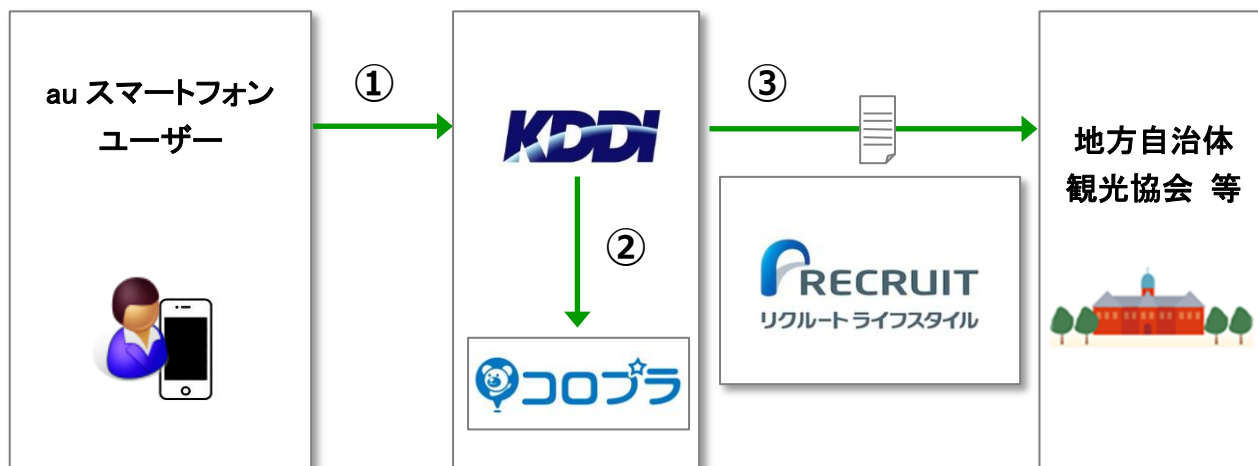 au スマートフォン
ユーザー
①
KDDI
②
コロプラ
③
RECRUIT
リクルート ライフスタイル
地方自治体
観光協会 等